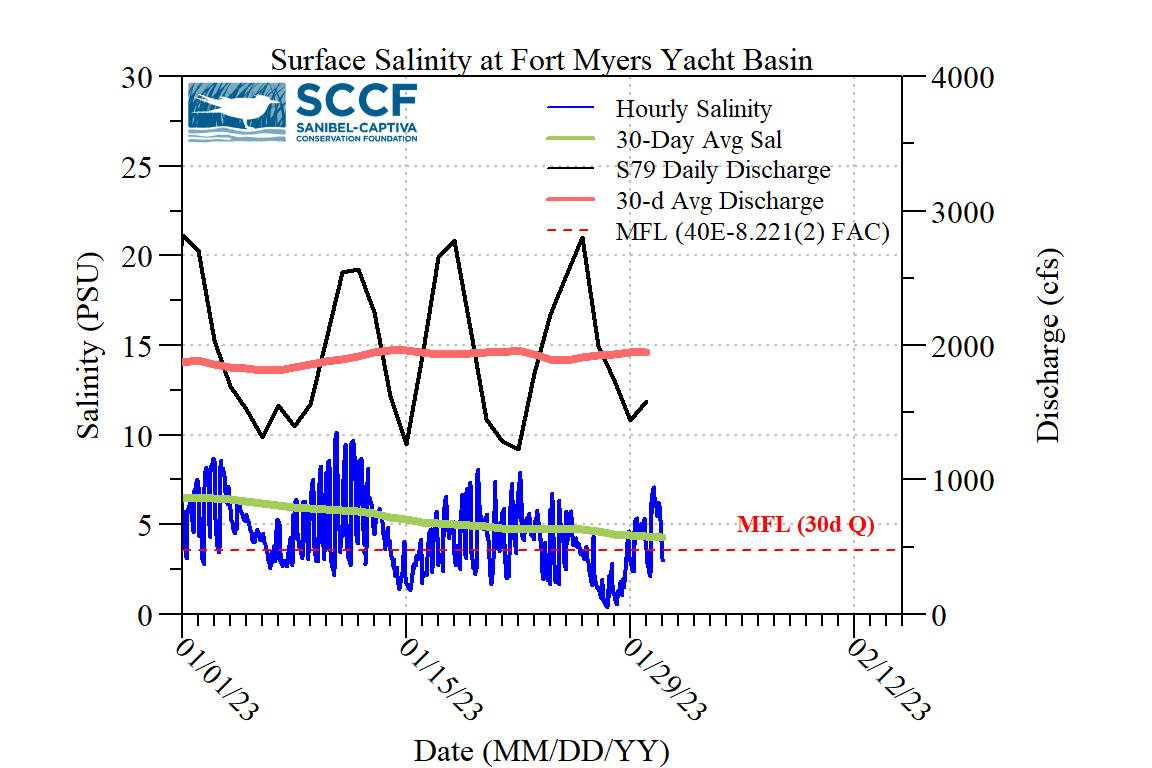 Surface Salinity at Fort Myers Yacht Basin
SCCF
SANIBEL-CAPTIVA
CONSERVATION FOUNDATION
Hourly Salinity
30-Day Avg Sal
S79 Daily Discharge
30-d Avg Discharge
MFL (40E-8.221(2) FAC)
30
25
20
15
10
5
0
Salinity (PSU)
4000
3000
2000
1000
0
Discharge (cfs)
MFL (30d Q)
01/01/23
01/15/23
01/29/23
02/12/23
Date (MM/DD/YY)